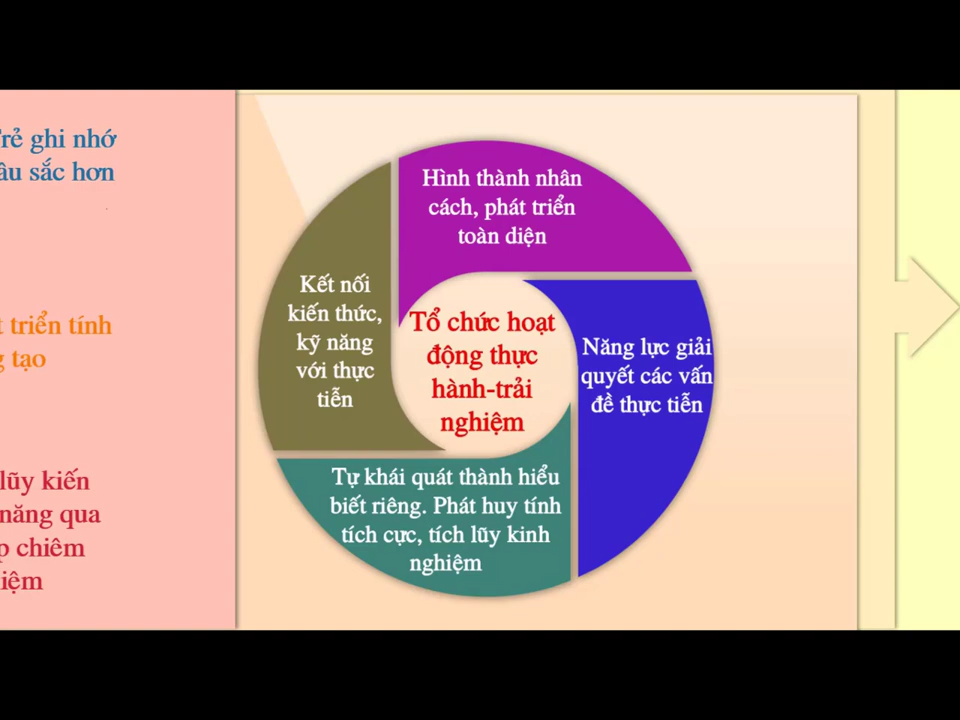 ghi nhớ
sắc hơn
triển tính
tạo
lũy kiến
năng qua
chiêm
Hình thành nhân
cách, phát triển
toàn diện
Kết nối
kiến thức,
kỹ năng
với thực
tiễn
Tổ chức hoạt
động thực
hành-trải
nghiệm
Năng lực giải
quyết các vấn
đề thực tiễn
Tự khái quát thành hiểu
biết riêng. Phát huy tính
tích cực, tích lũy kinh
nghiệm